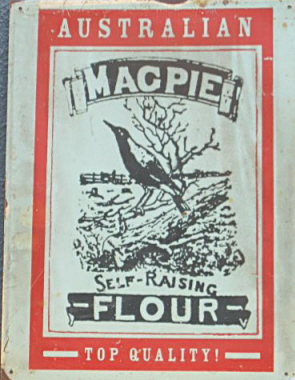 AUSTRALIAN
MAGPIE
SELF-RAISING
FLOUR
TOP QUALITY!